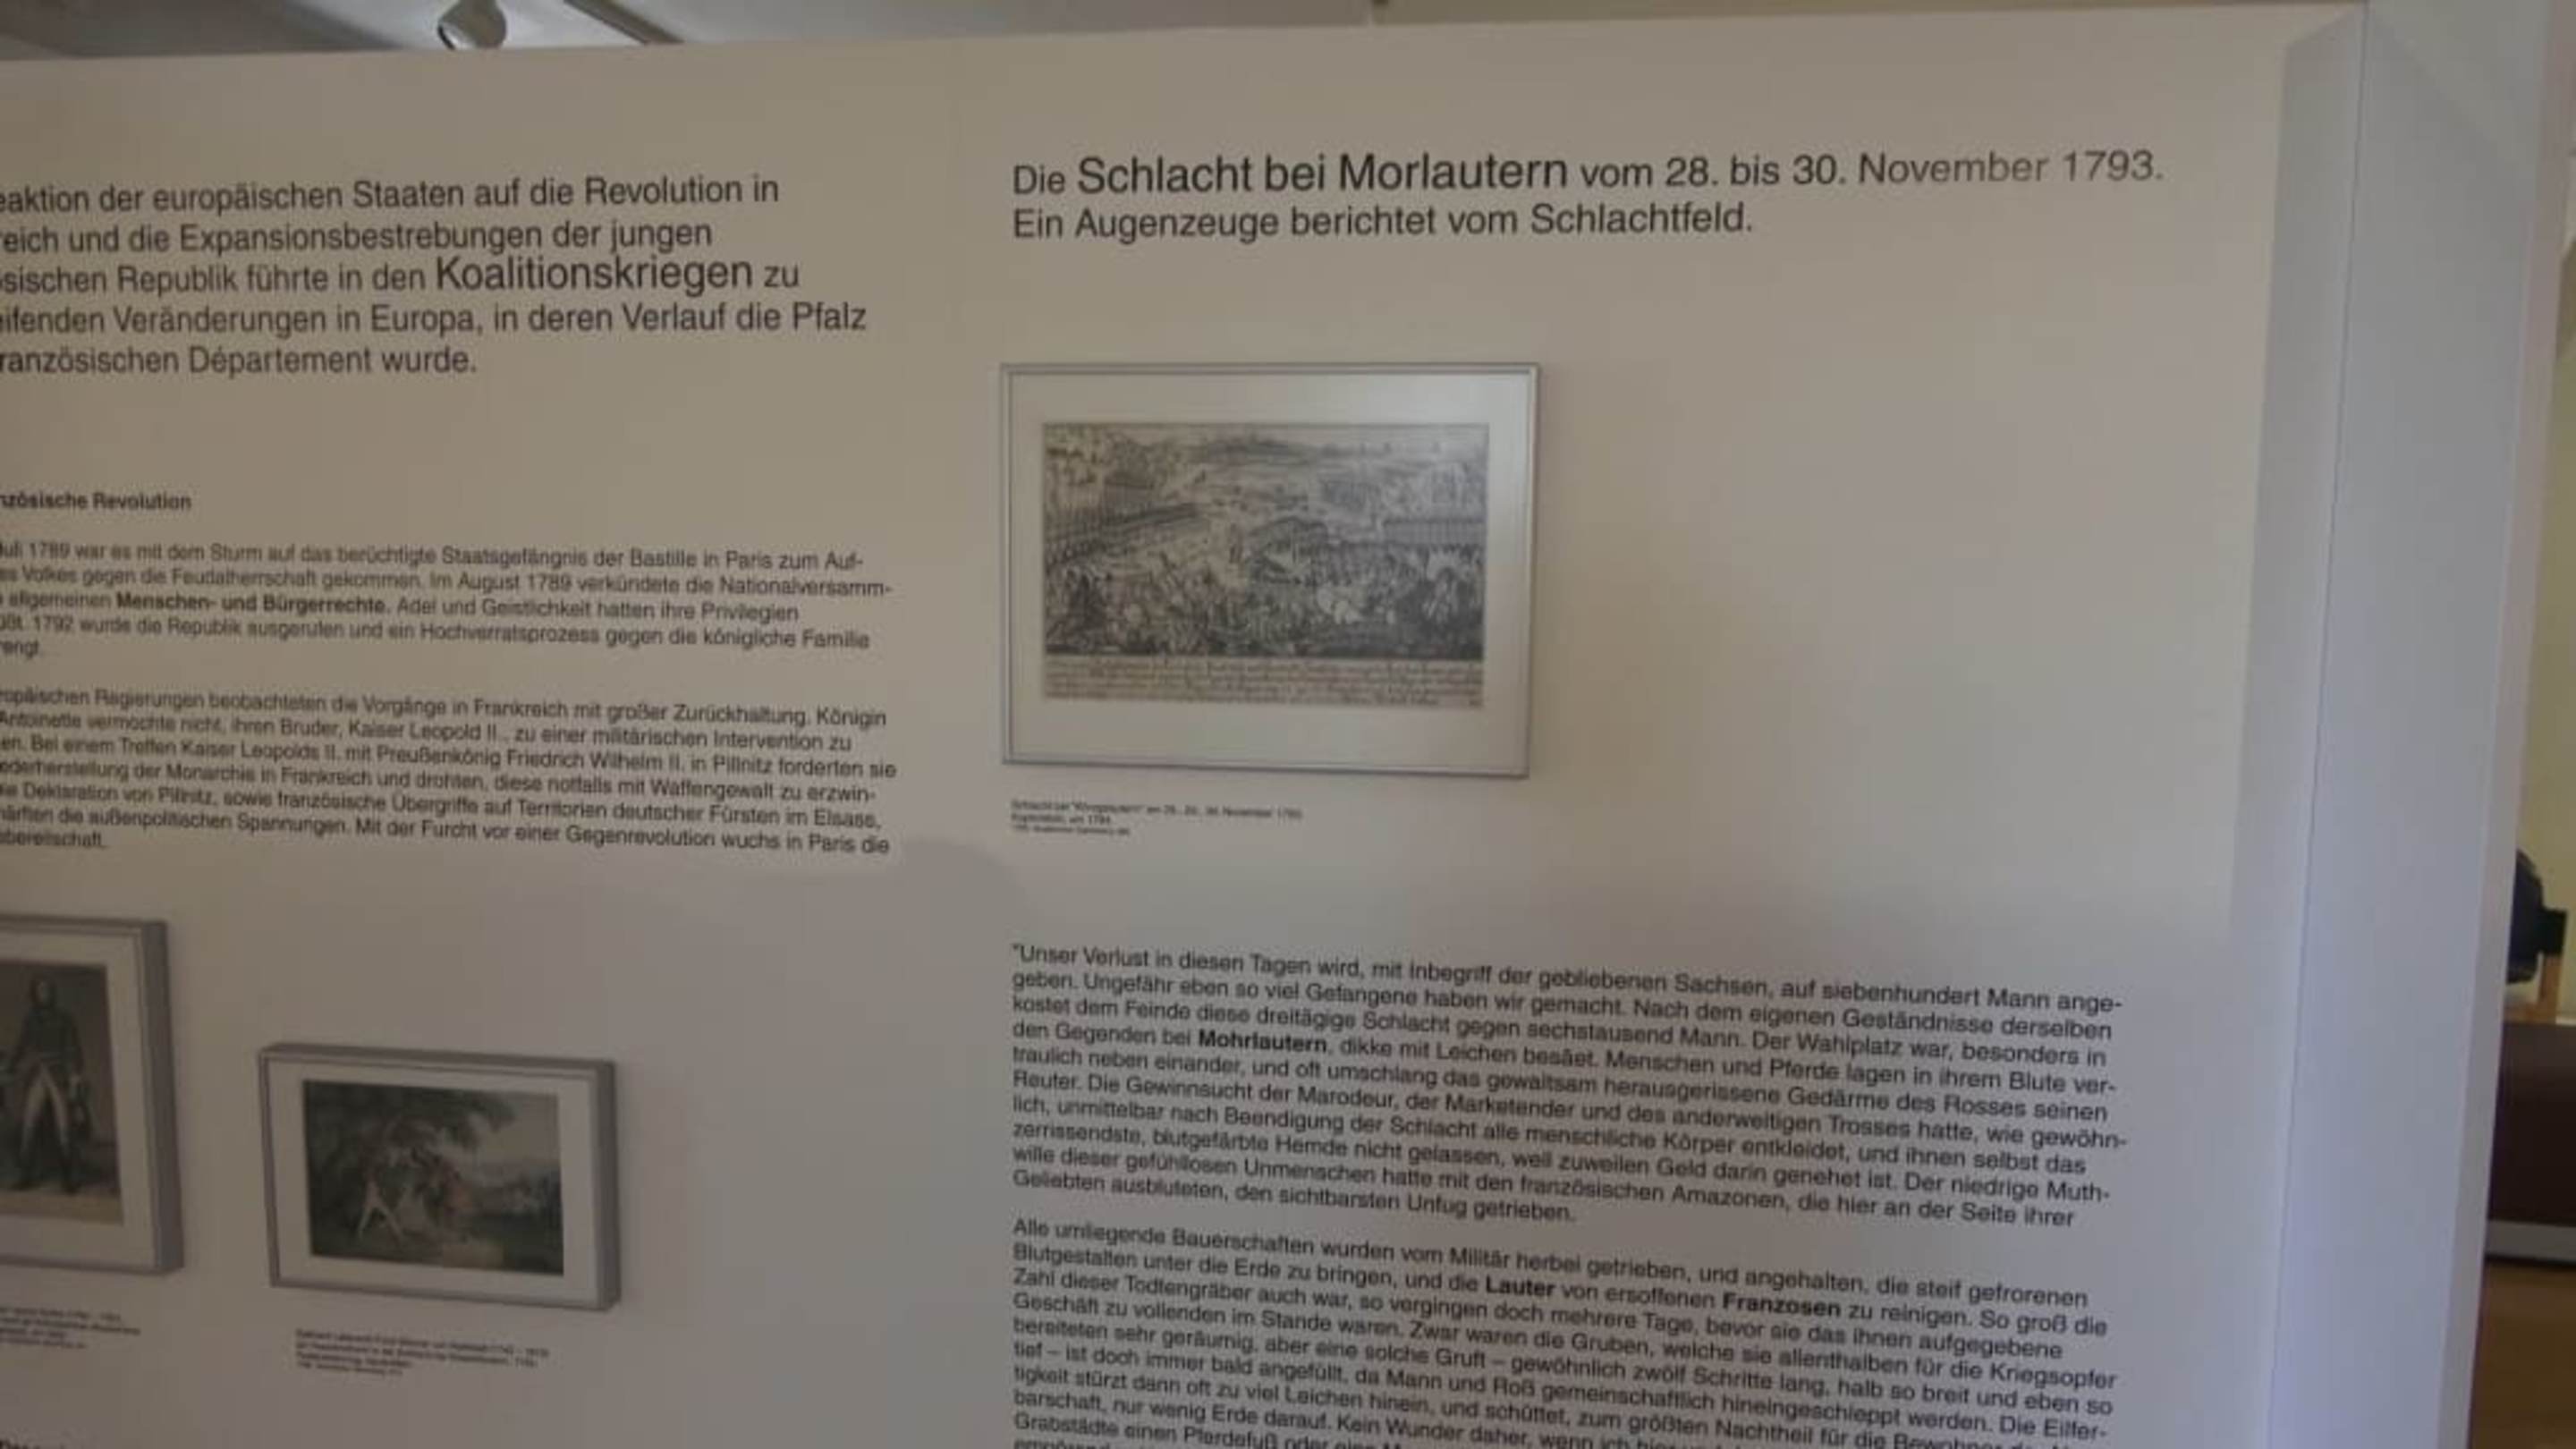 eaktion der europäischen Staaten auf die Revolution in
reich und die Expansionsbestrebungen der jungen
sischen Republik führte in den Koalitionskriegen zu
eifenden Veränderungen in Europa, in deren Verlauf die Pfalz
ranzösischen Département wurde.
nzösische Revolution
Juli 1789 war es mit dem Sturm auf das berüchtigte Staatsgefängnis der Bastille in Paris zum Auf-
es Volkes gegen die Feudalherrschaft gekommen. Im August 1789 verkündete die Nationalversamm-
allgemeinen Menschen- und Bürgerrechte. Adel und Geistlichkeit hatten ihre Privilegien
1792 wurde die Republik ausgerufen und ein Hochverratsprozess gegen die königliche Familie
rengt.
ropäischen Regierungen beobachteten die Vorgänge in Frankreich mit großer Zurückhaltung. Königin
Antoinette vermochte nicht, ihren Bruder, Kaiser Leopold II., zu einer militärischen Intervention zu
en. Bei einem Treffen Kaiser Leopolds II. mit Preußenkönig Friedrich Wilhelm II. in Pillnitz forderten sie
ederherstellung der Monarchie in Frankreich und drohten, diese notfalls mit Waffengewalt zu erzwin-
ie Deklaration von Pillnitz, sowie französische Übergriffe auf Territorien deutscher Fürsten im Elsass,
härften die außenpolitischen Spannungen. Mit der Furcht vor einer Gegenrevolution wuchs in Paris die
sbereitschaft.
Die Schlacht bei Morlautern vom 28. bis 30. November 1793.
Ein Augenzeuge berichtet vom Schlachtfeld.
"Unser Verlust in diesen Tagen wird, mit Inbegriff der gebliebenen Sachsen, auf siebenhundert Mann ange-
geben. Ungefähr eben so viel Gefangene haben wir gemacht. Nach dem eigenen Geständnisse derselben
kostet dem Feinde diese dreitägige Schlacht gegen sechstausend Mann. Der Wahlplatz war, besonders in
den Gegenden bei Mohrlautern, dikke mit Leichen besäet. Menschen und Pferde lagen in ihrem Blute ver-
traulich neben einander, und oft umschlang das gewaltsam herausgerissene Gedärme des Rosses seinen
Reuter. Die Gewinnsucht der Marodeur, der Marketender und des anderweitigen Trosses hatte, wie gewöhn-
lich, unmittelbar nach Beendigung der Schlacht alle menschliche Körper entkleidet, und ihnen selbst das
zerrissendste, blutgefärbte Hemde nicht gelassen, weil zuweilen Geld darin genehet ist. Der niedrige Muth-
wille dieser gefühllosen Unmenschen hatte mit den französischen Amazonen, die hier an der Seite ihrer
Geliebten ausbluteten, den sichtbarsten Unfug getrieben.
Alle umliegende Bauerschaften wurden vom Militär herbei getrieben, und angehalten, die steif gefrorenen
Blutgestalten unter die Erde zu bringen, und die Lauter von ersoffenen Franzosen zu reinigen. So groß die
Zahl dieser Todtengräber auch war, so vergingen doch mehrere Tage, bevor sie das ihnen aufgegebene
Geschäft zu vollenden im Stande waren. Zwar waren die Gruben, welche sie allenthalben für die Kriegsopfer
bereiteten sehr geräumig, aber eine solche Gruft – gewöhnlich zwölf Schritte lang, halb so breit und eben so
tief – ist doch immer bald angefüllt, da Mann und Roß gemeinschaftlich hineingeschleppt werden. Die Eilfer-
tigkeit stürzt dann oft zu viel Leichen hinein, und schüttet, zum größten Nachtheil für die Bewohner
barschaft, nur wenig Erde darauf. Kein Wunder daher, wenn ich
Grabstädte einen Pferdefuß oder